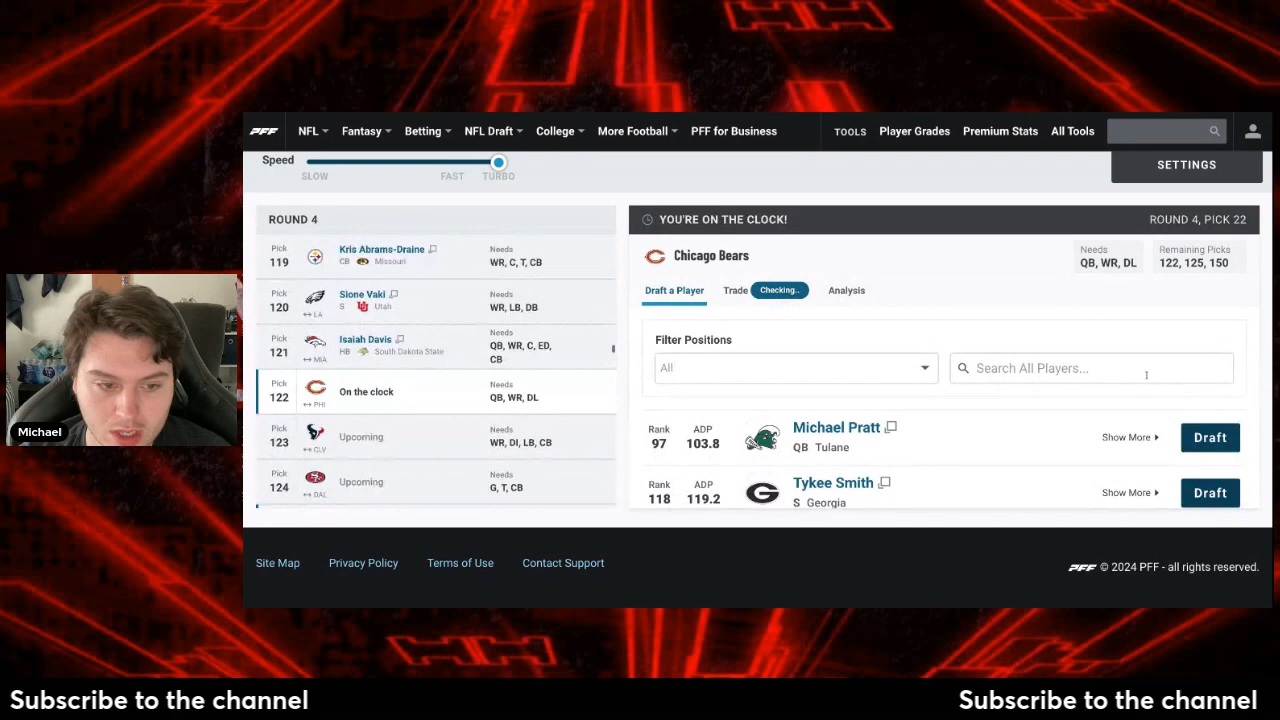 PFF NFL Fantasy Betting NFL Draft College More Football PFF for Business TOOLS Player Grades Premium Stats All Tools
Speed
SLOW FAST TURBO
SETTINGS
ROUND 4
Pick
119
Kris Abrams-Draine
CB Missouri
Needs
WR, C, T, CB
Pick
120
LA
Sione Vaki
S Utah
Needs
WR, LB, DB
Pick
121
MIA
Isaiah Davis
HB South Dakota State
Needs
QB, WR, C, ED,
CB
Pick
122
PHI
On the clock
Needs
QB, WR, DL
Pick
123
CLV
Upcoming
Needs
WR, DI, LB, CB
Pick
124
DAL
Upcoming
Needs
G, T, CB
YOU'RE ON THE CLOCK!
ROUND 4, PICK 22
Chicago Bears
Needs
QB, WR, DL
Remaining Picks
122, 125, 150
Draft a Player Trade Checking.. Analysis
Filter Positions
All
Search All Players...
Rank
97
ADP
103.8
Michael Pratt
QB Tulane
Show More
Draft
Rank
118
ADP
119.2
Tykee Smith
S Georgia
Show More
Draft
Site Map Privacy Policy Terms of Use Contact Support
PFF © 2024 PFF - all rights reserved.
Michael
Subscribe to the channel
Subscribe to the channel